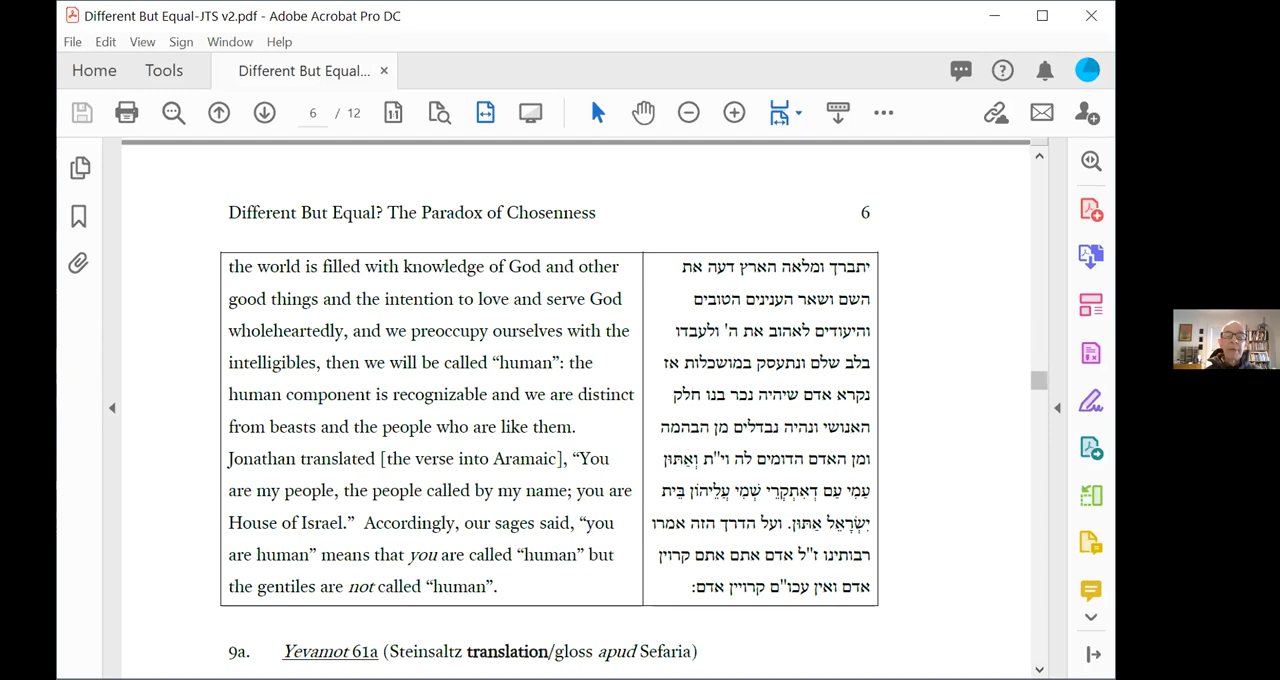 Different But Equal-JTS v2.pdf - Adobe Acrobat Pro DC
File Edit View Sign Window Help
Home Tools Different But Equal... ×
6 / 12
Different But Equal? The Paradox of Chosenness 6
the world is filled with knowledge of God and other
good things and the intention to love and serve God
wholeheartedly, and we preoccupy ourselves with the
intelligibles, then we will be called “human”: the
human component is recognizable and we are distinct
from beasts and the people who are like them.
Jonathan translated [the verse into Aramaic], “You
are my people, the people called by my name; you are
House of Israel.” Accordingly, our sages said, “you
are human” means that you are called “human” but
the gentiles are not called “human”.
יתברך ומלאה הארץ דעה את
השם ושאר הענינים הטובים
והיעודים לאהוב את ה' ולעבדו
בלב שלם ונתעסק במושכלות אז
נקרא אדם שיהיה נכר בנו חלק
האנושי ונהיה נבדלים מן הבהמה
ומן האדם הדומים לה וי"ת וְאַתּוּן
עַמִי עַם דְאִתְקְרֵי שְׁמִי עֲלֵיהוֹן בֵּית
יִשְׂרָאֵל אַתּוּן. ועל הדרך הזה אמרו
רבותינו ז"ל אדם אתם אתם קרוין
אדם ואין עכו"ם קרויין אדם:
9a. Yevamot 61a (Steinsaltz translation/gloss apud Sefaria)